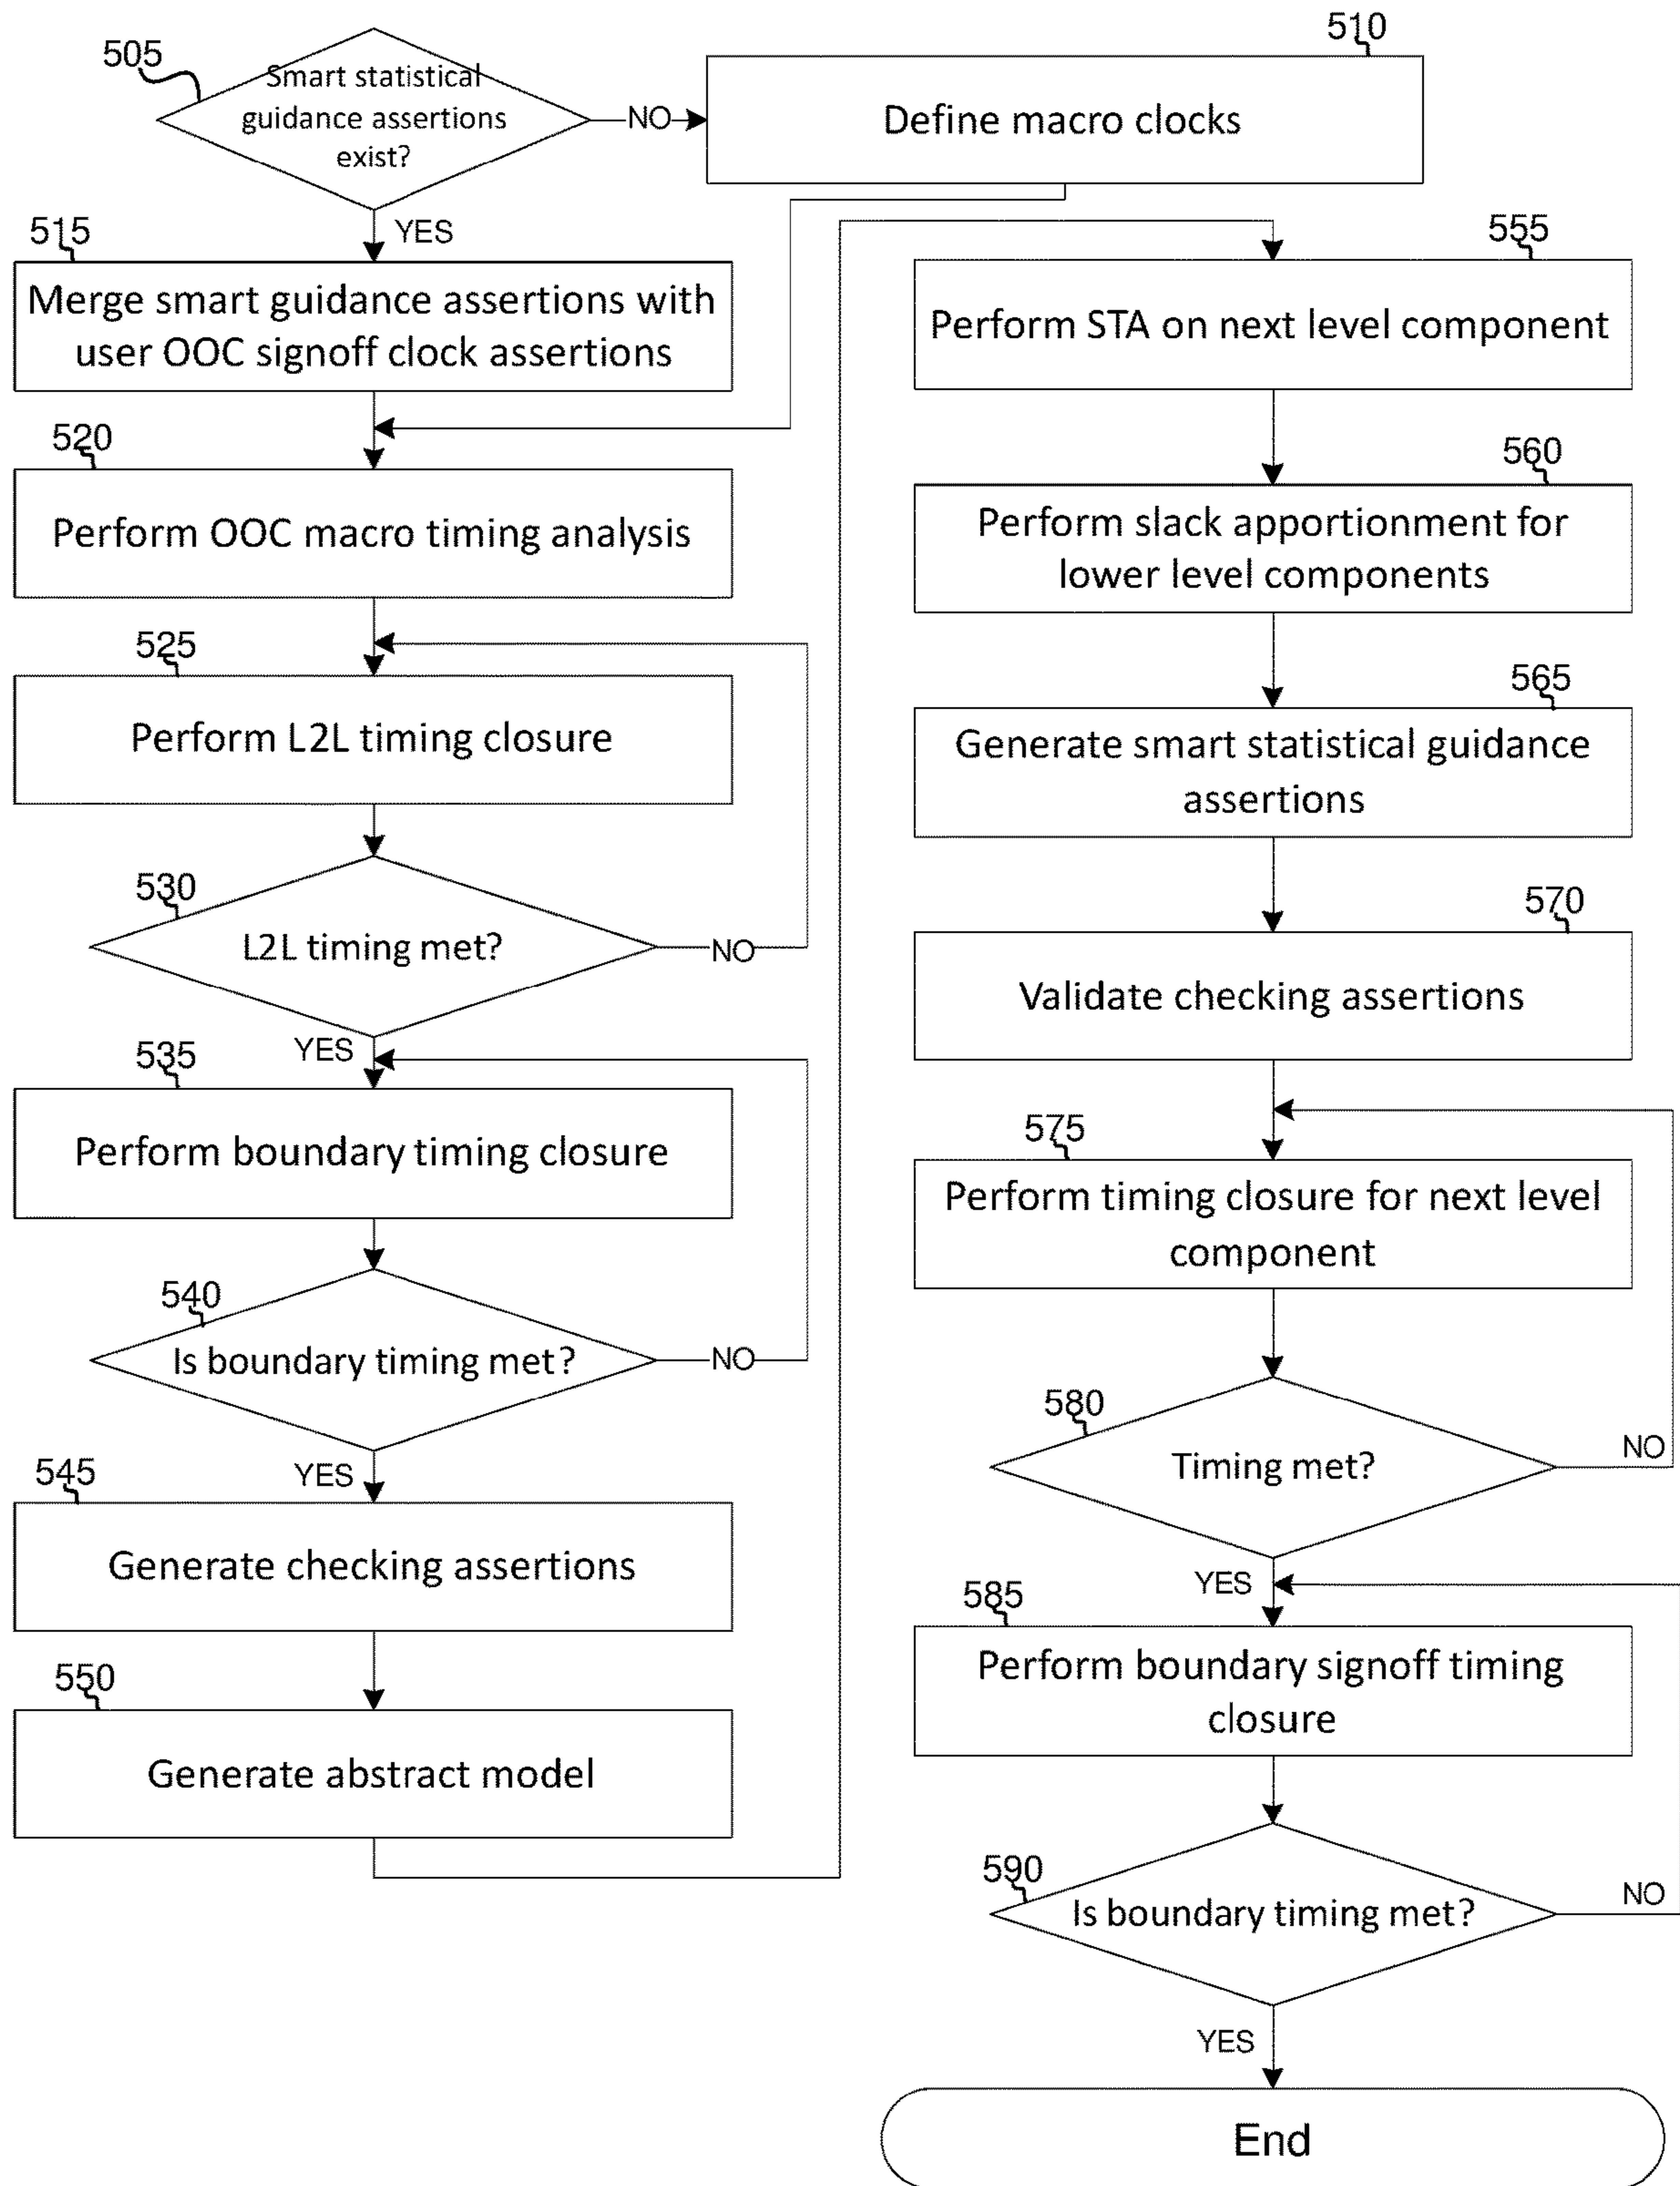 505
Smart statistical
guidance assertions
exist?
NO
510
Define macro clocks
YES
515
Merge smart guidance assertions with
user OOC signoff clock assertions
520
Perform OOC macro timing analysis
525
Perform L2L timing closure
530
L2L timing met?
NO
YES
535
Perform boundary timing closure
540
Is boundary timing met?
NO
YES
545
Generate checking assertions
550
Generate abstract model
555
Perform STA on next level component
560
Perform slack apportionment for
lower level components
565
Generate smart statistical guidance
assertions
570
Validate checking assertions
575
Perform timing closure for next level
component
580
Timing met?
NO
YES
585
Perform boundary signoff timing
closure
590
Is boundary timing met?
NO
YES
End